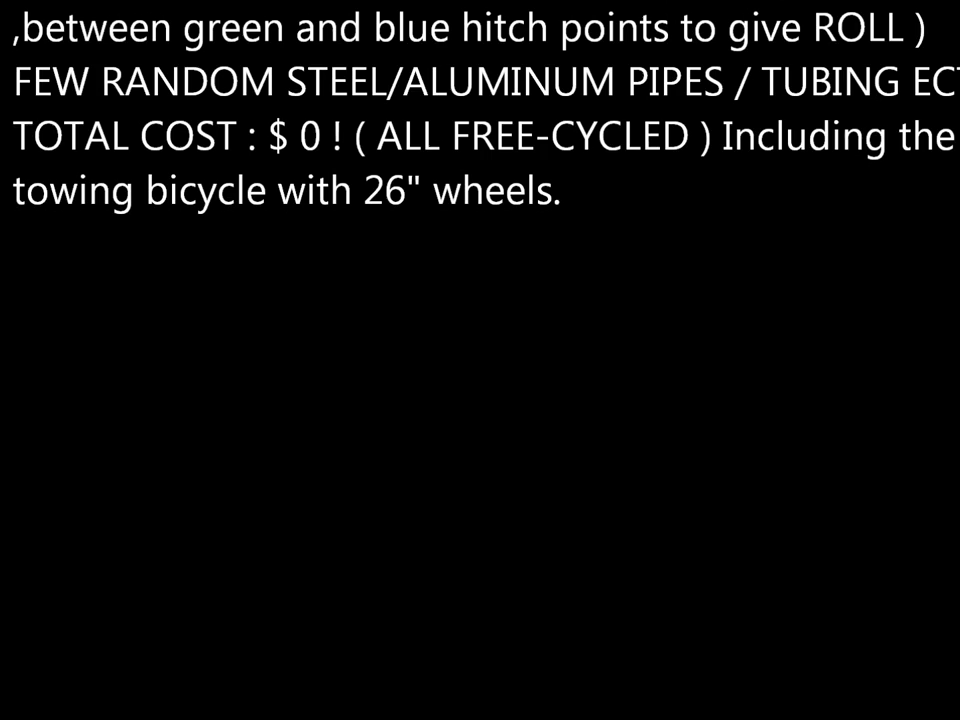 ,between green and blue hitch points to give ROLL )
FEW RANDOM STEEL/ALUMINUM PIPES / TUBING ECT
TOTAL COST : $ 0 ! ( ALL FREE-CYCLED ) Including the
towing bicycle with 26" wheels.